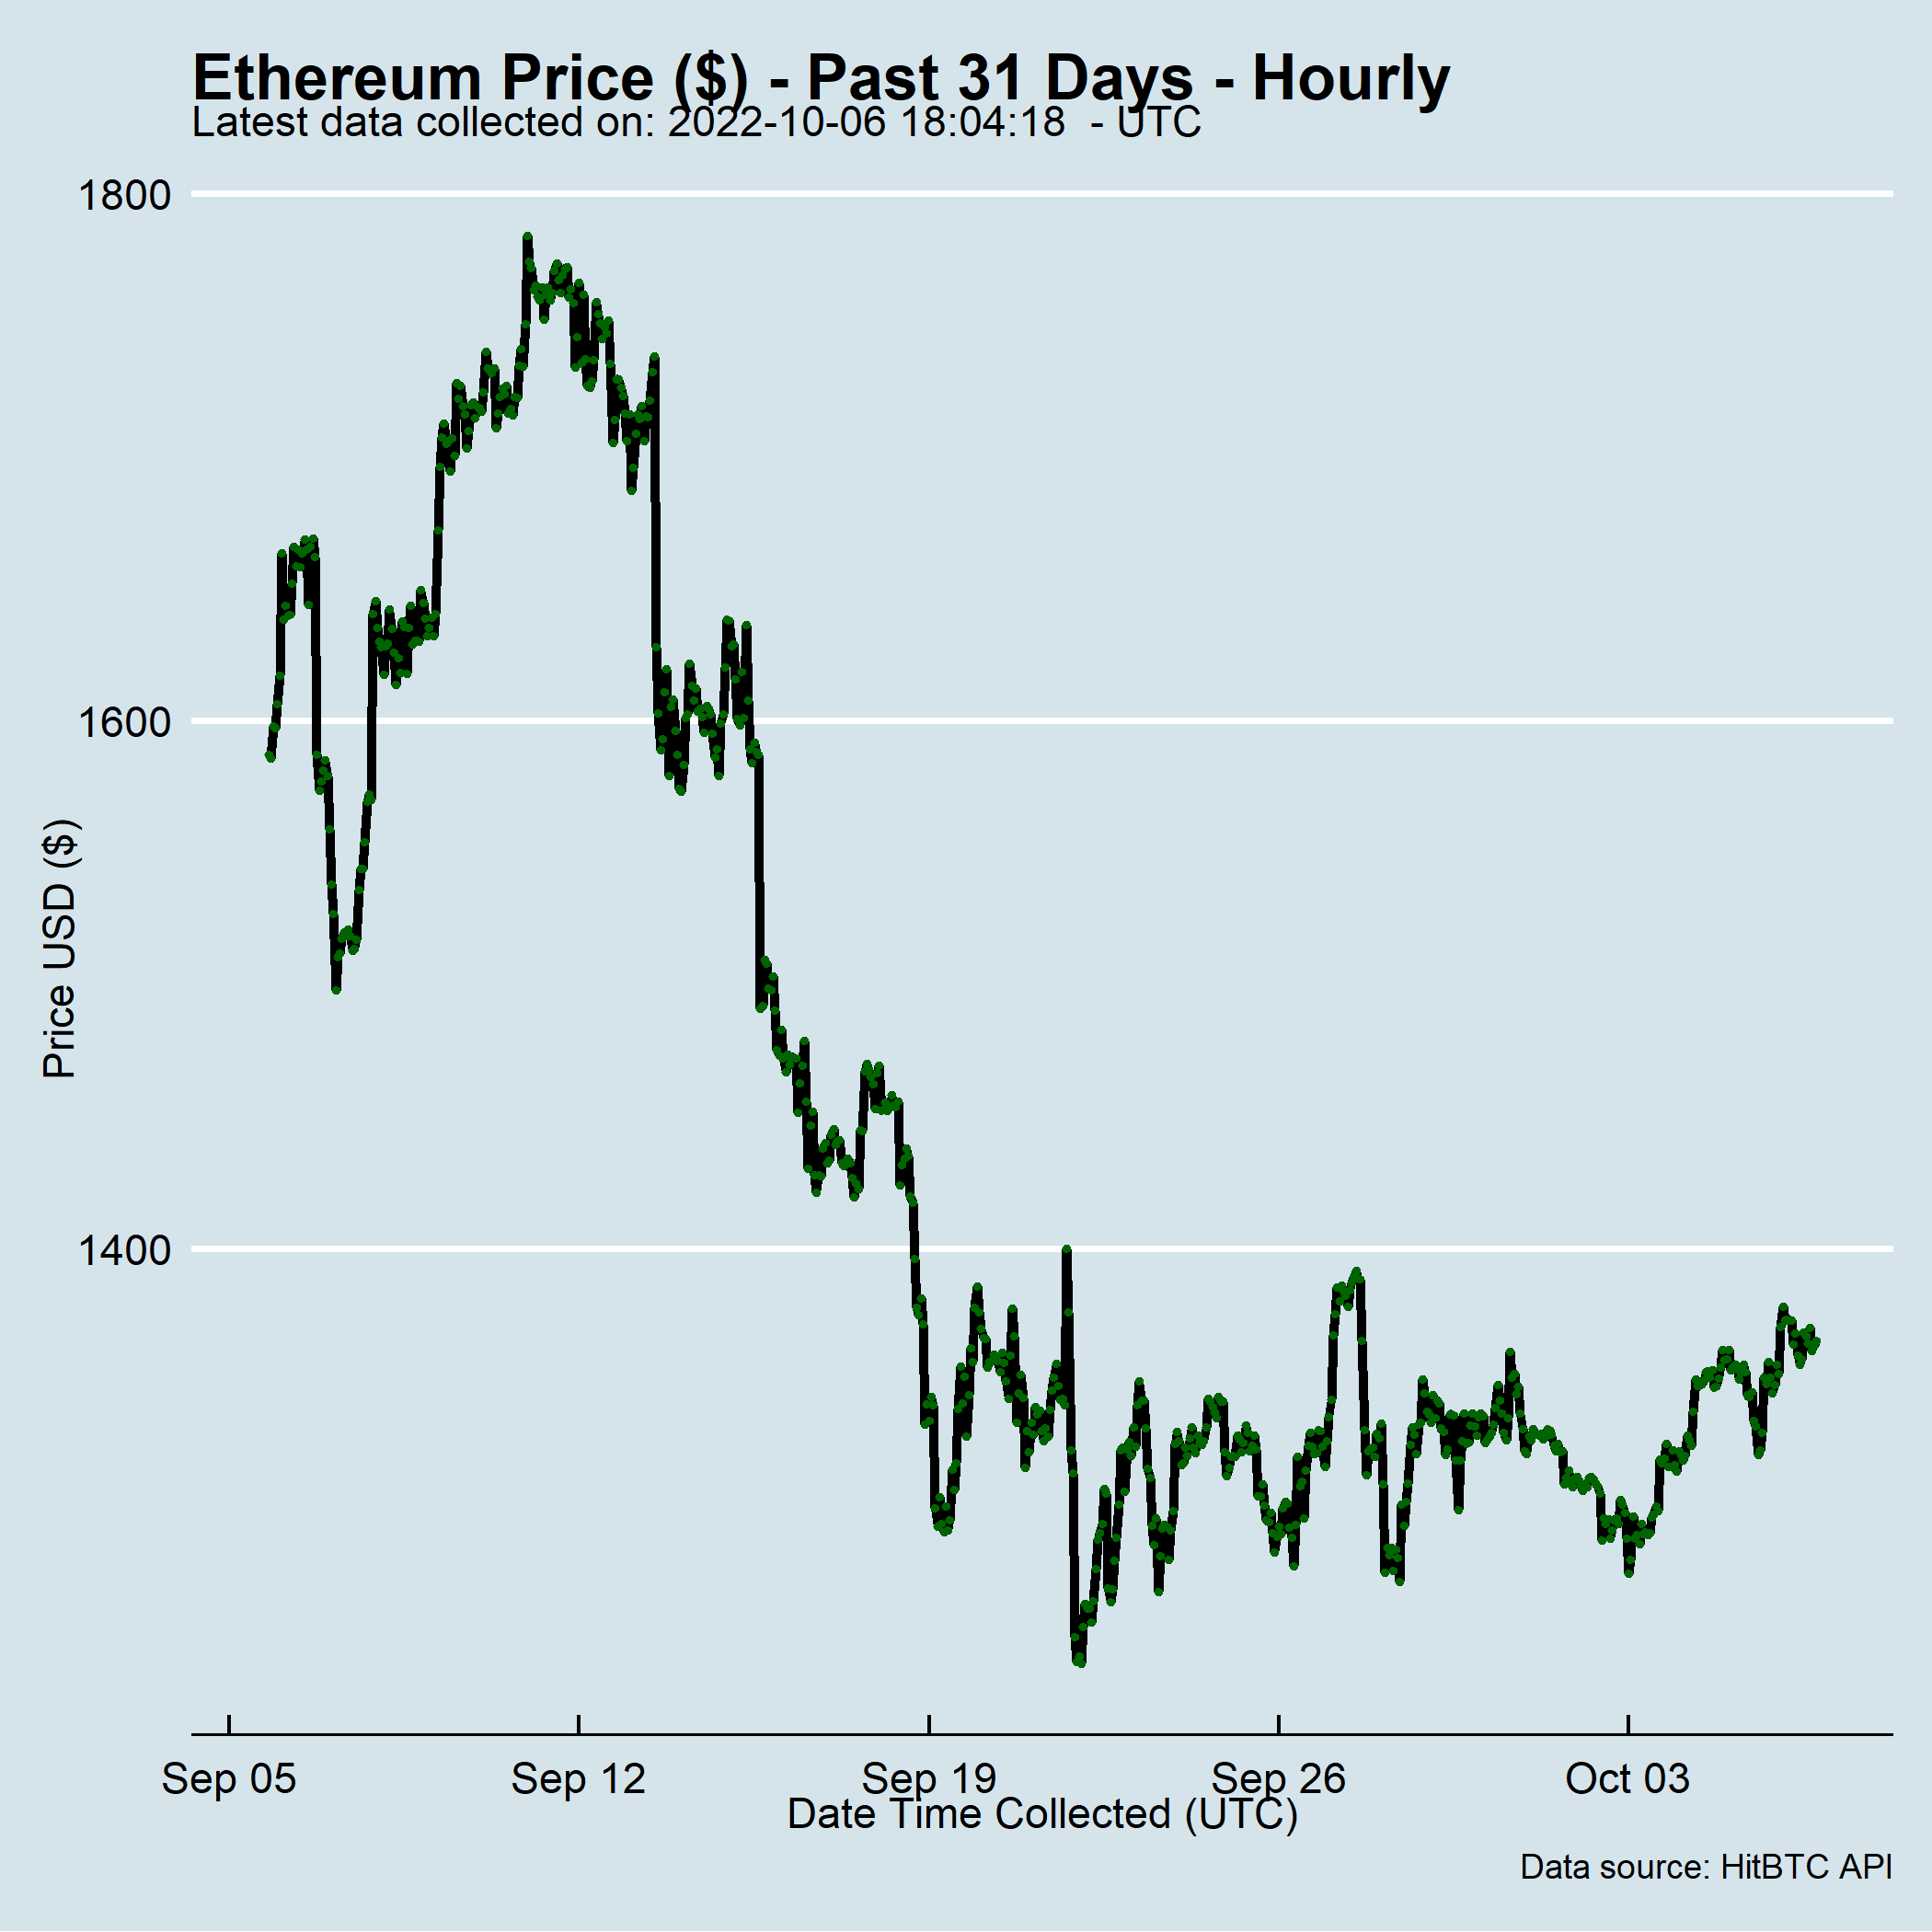 Ethereum Price ($) - Past 31 Days - Hourly
Latest data collected on: 2022-10-06 18:04:18  - UTC
1800
1600
1400
Price USD ($)
Sep 05
Sep 12
Sep 19
Sep 26
Oct 03
Date Time Collected (UTC)
Data source: HitBTC API